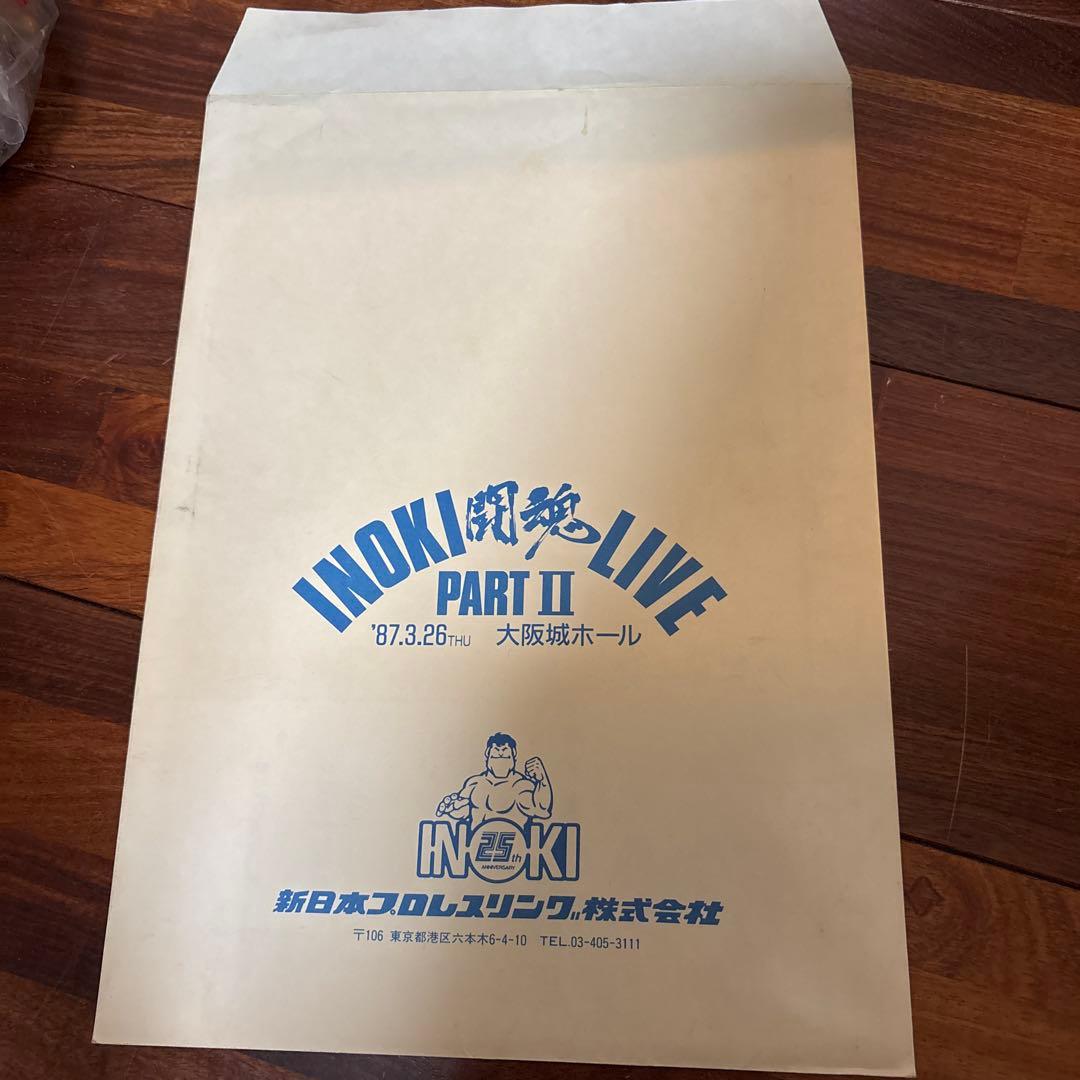 INOKI闘魂LIVE
PART II
'87.3.26THU 大阪城ホール
INOKI
25th
ANNIVERSARY
新日本プロレスリング株式会社
〒106 東京都港区六本木6-4-10 TEL.03-405-3111